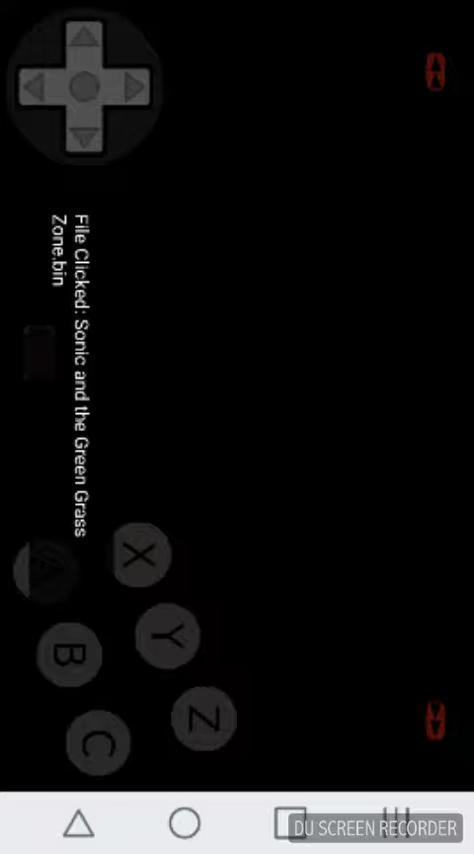 File Clicked: Sonic and the Green Grass
Zone.bin
X
A
Y
B
Z
C
DU SCREEN RECORDER